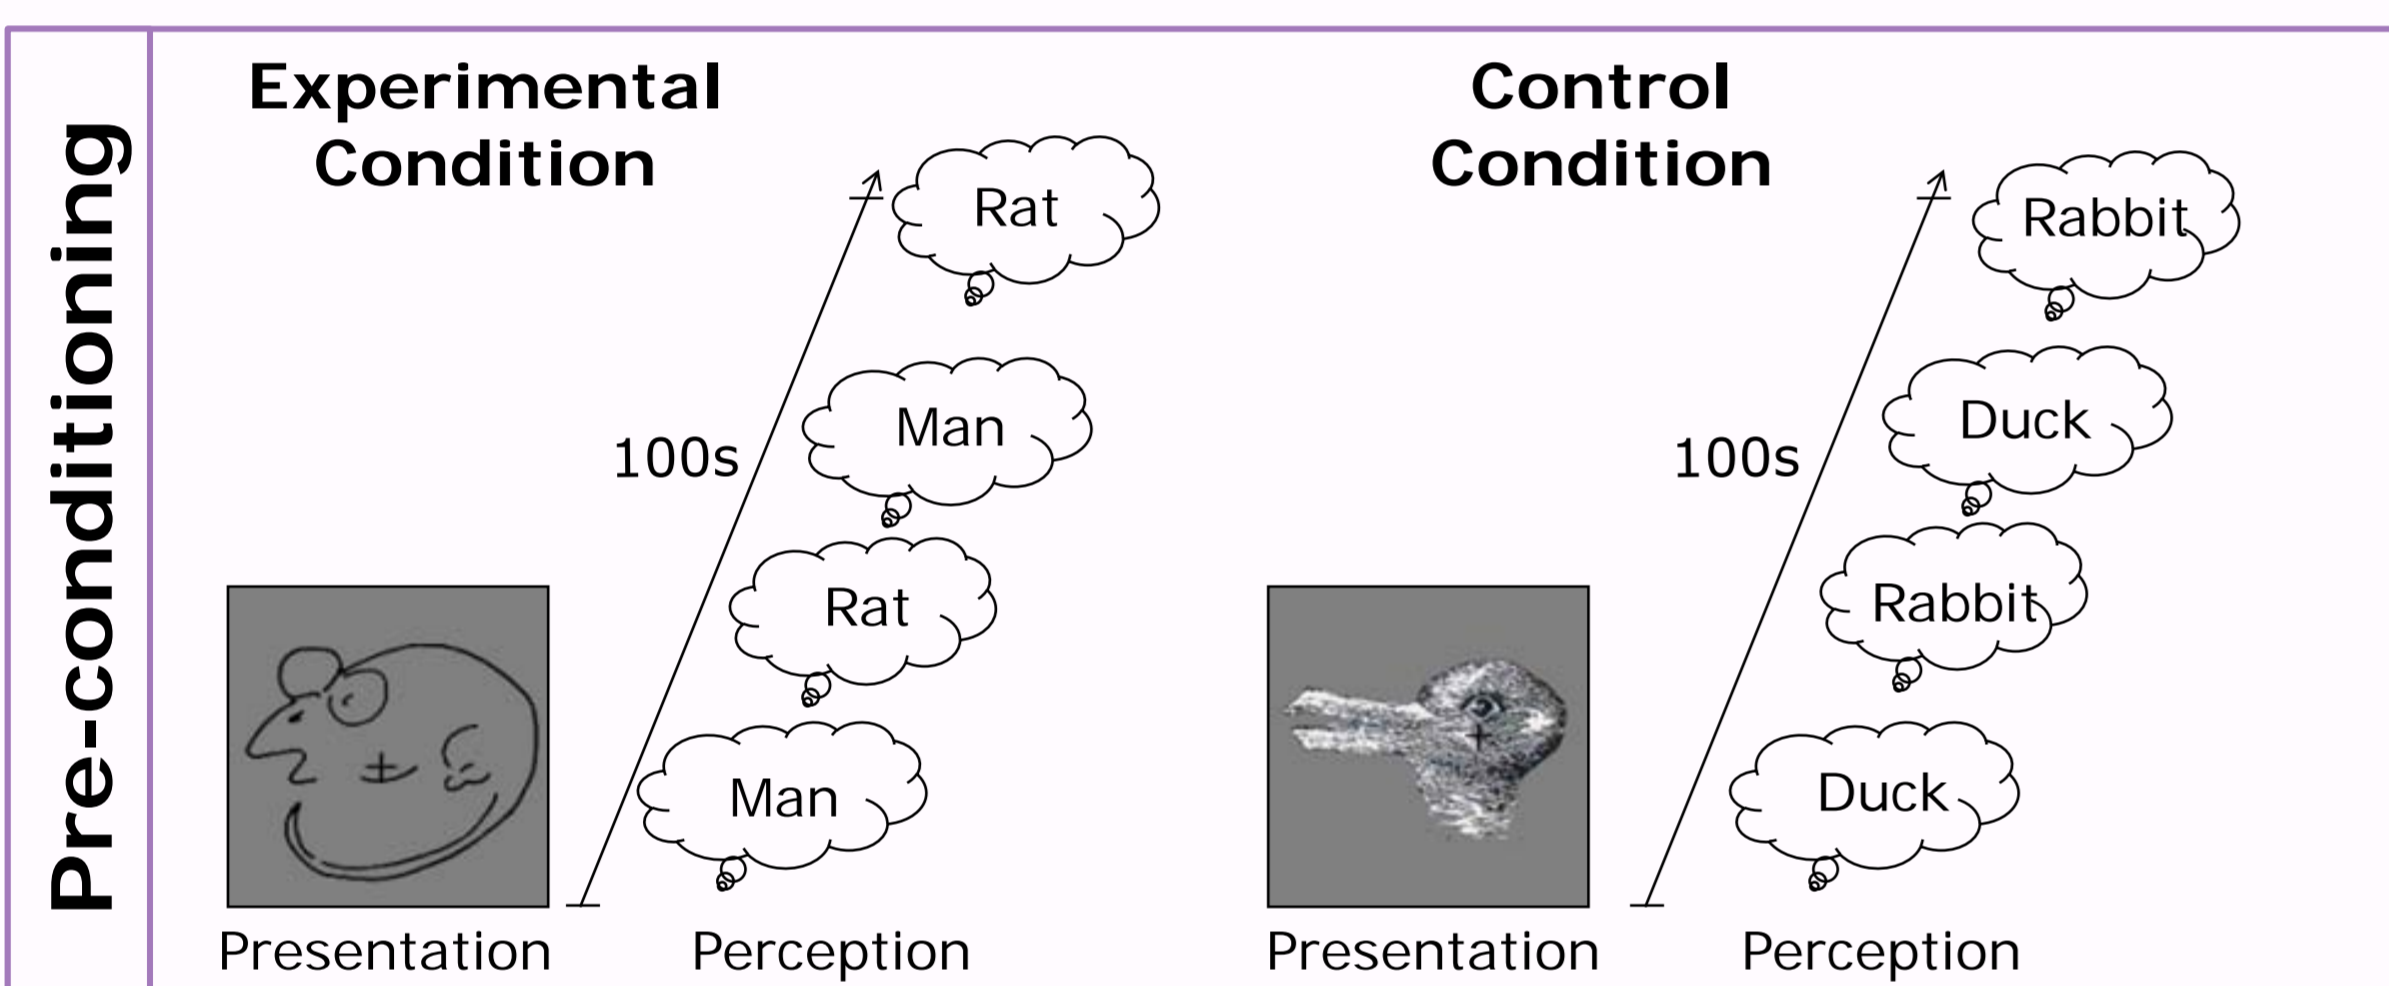 Pre-conditioning
Experimental
Condition
Rat
Man
100s
Rat
Man
Presentation
Perception
Control
Condition
Rabbit
Duck
100s
Rabbit
Duck
Presentation
Perception